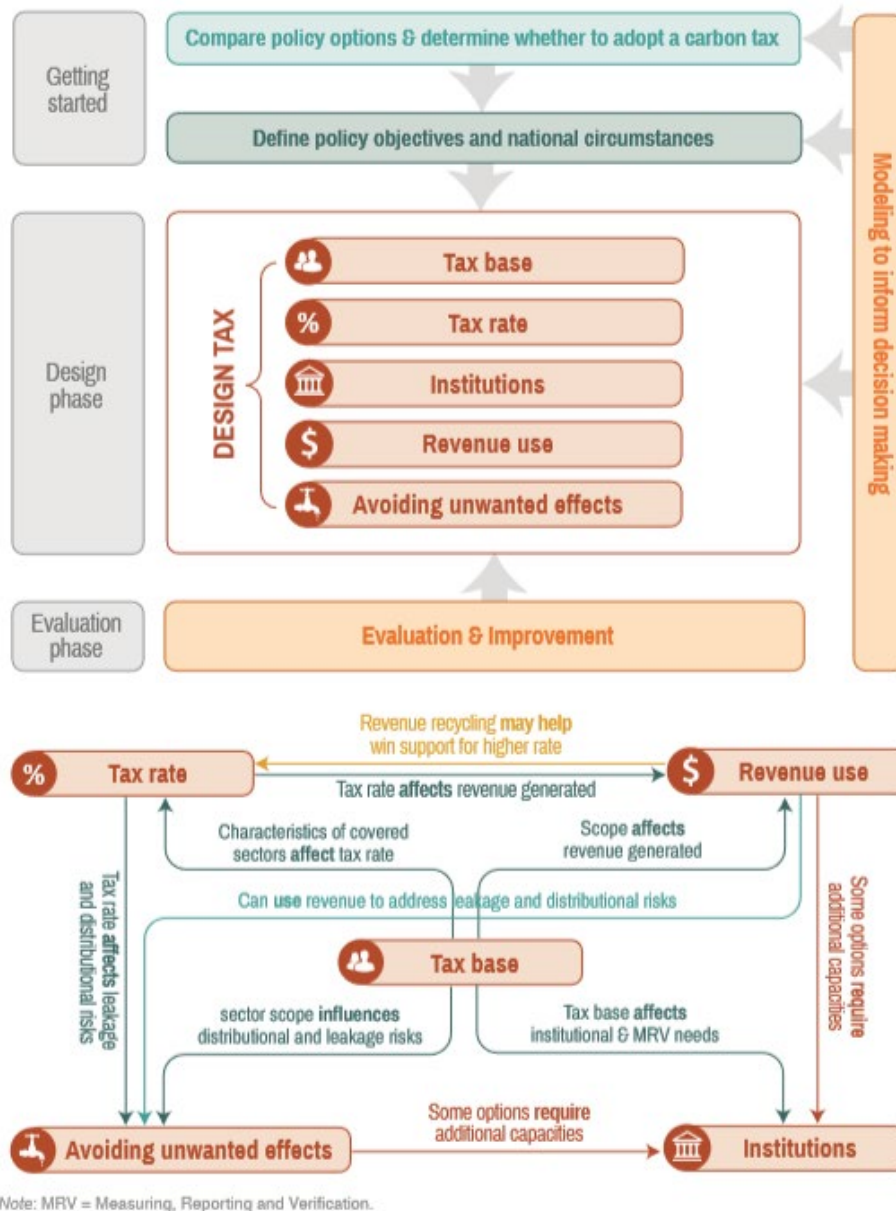 Compare policy options & determine whether to adopt a carbon tax
Getting
started
Define policy objectives and national circumstances
Modeling to inform decision making
Design
phase
DESIGN TAX
Tax base
%
Tax rate
Institutions
$
Revenue use
Avoiding unwanted effects
Evaluation
phase
Evaluation & Improvement
Revenue recycling may help
win support for higher rate
%
Tax rate
$
Revenue use
Tax rate affects revenue generated
Characteristics of covered
sectors affect tax rate
Scope affects
revenue generated
Tax rate affects leakage
and distributional risks
Can use revenue to address leakage and distributional risks
Some options require
additional capacities
Tax base
sector scope influences
distributional and leakage risks
Tax base affects
institutional & MRV needs
Some options require
additional capacities
Avoiding unwanted effects
Institutions
Note: MRV = Measuring, Reporting and Verification.